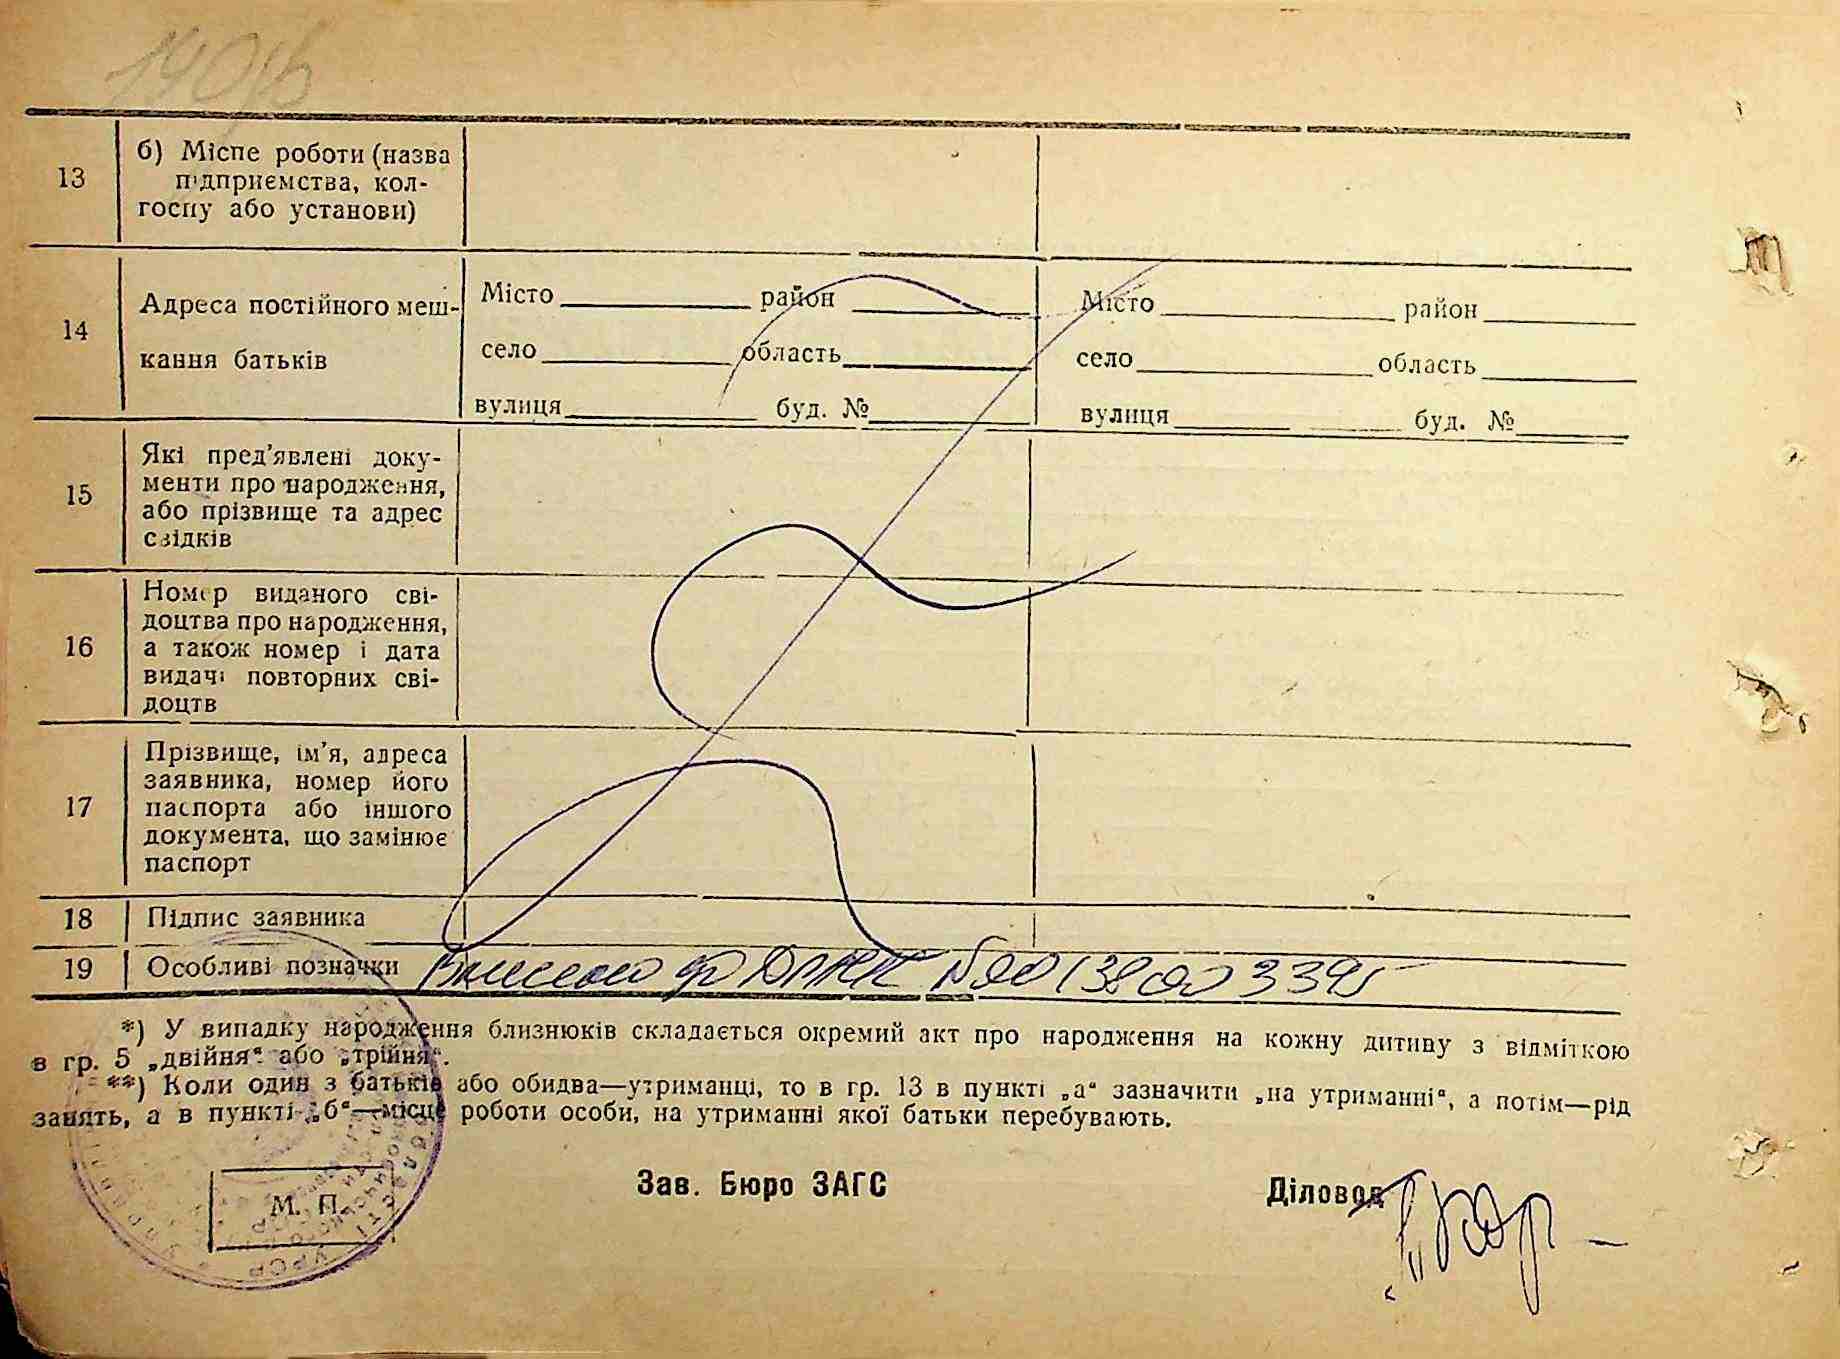 13
б) Міспе роботи (назва
підприємства, кол-
госпу або установи)
14
Адреса постійного меш-
кання батьків
Місто район
село область
вулиця буд. №
Місто район
село область
вулиця буд. №
15
Які пред’явлені доку-
менти про народження,
або прізвище та адрес
свідків
16
Номер виданого сві-
доцтва про народження,
а також номер і дата
видачі повторних сві-
доцтв
17
Прізвище, ім’я, адреса
заявника, номер його
паспорта або іншого
документа, що замінює
паспорт
18
Підпис заявника
19
Особливі позначки
*) У випадку народження близнюків складається окремий акт про народження на кожну дитину з відміткою
в гр. 5 „двійня“ або „трійня“.
**) Коли один з батьків або обидва—утриманці, то в гр. 13 в пункті „а“ зазначити „на утриманні“, а потім—рід
занять, а в пункті „б“—місце роботи особи, на утриманні якої батьки перебувають.
М. П.
Зав. Бюро ЗАГС
Діловод
УРСР